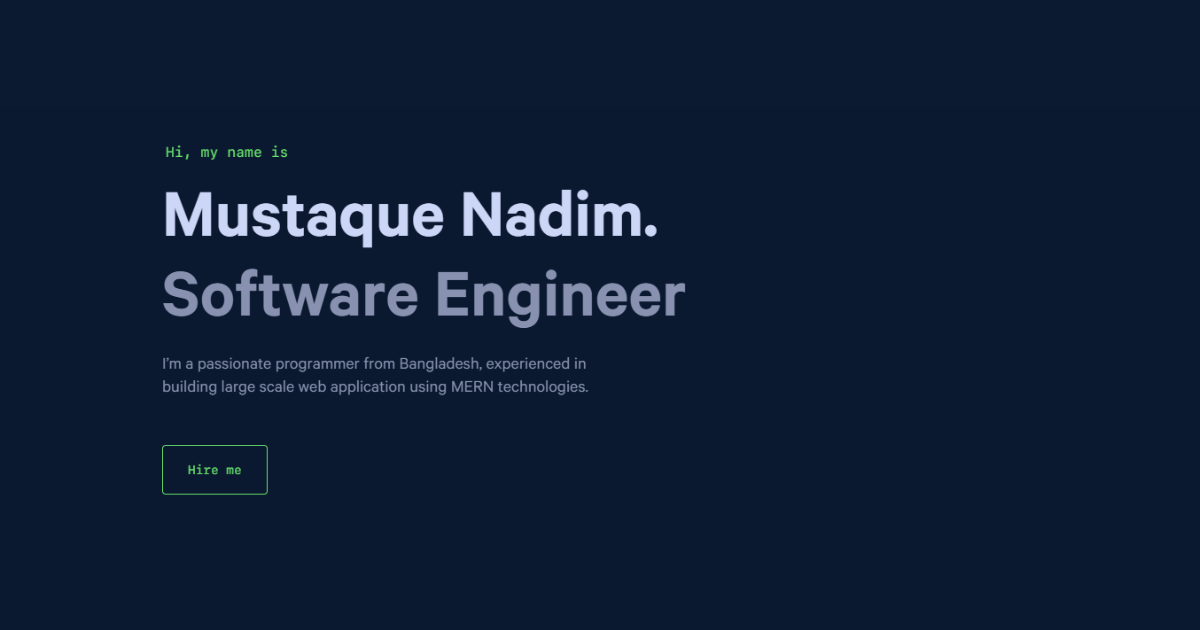 Hi, my name is
Mustaque Nadim.
Software Engineer
I'm a passionate programmer from Bangladesh, experienced in
building large scale web application using MERN technologies.
Hire me